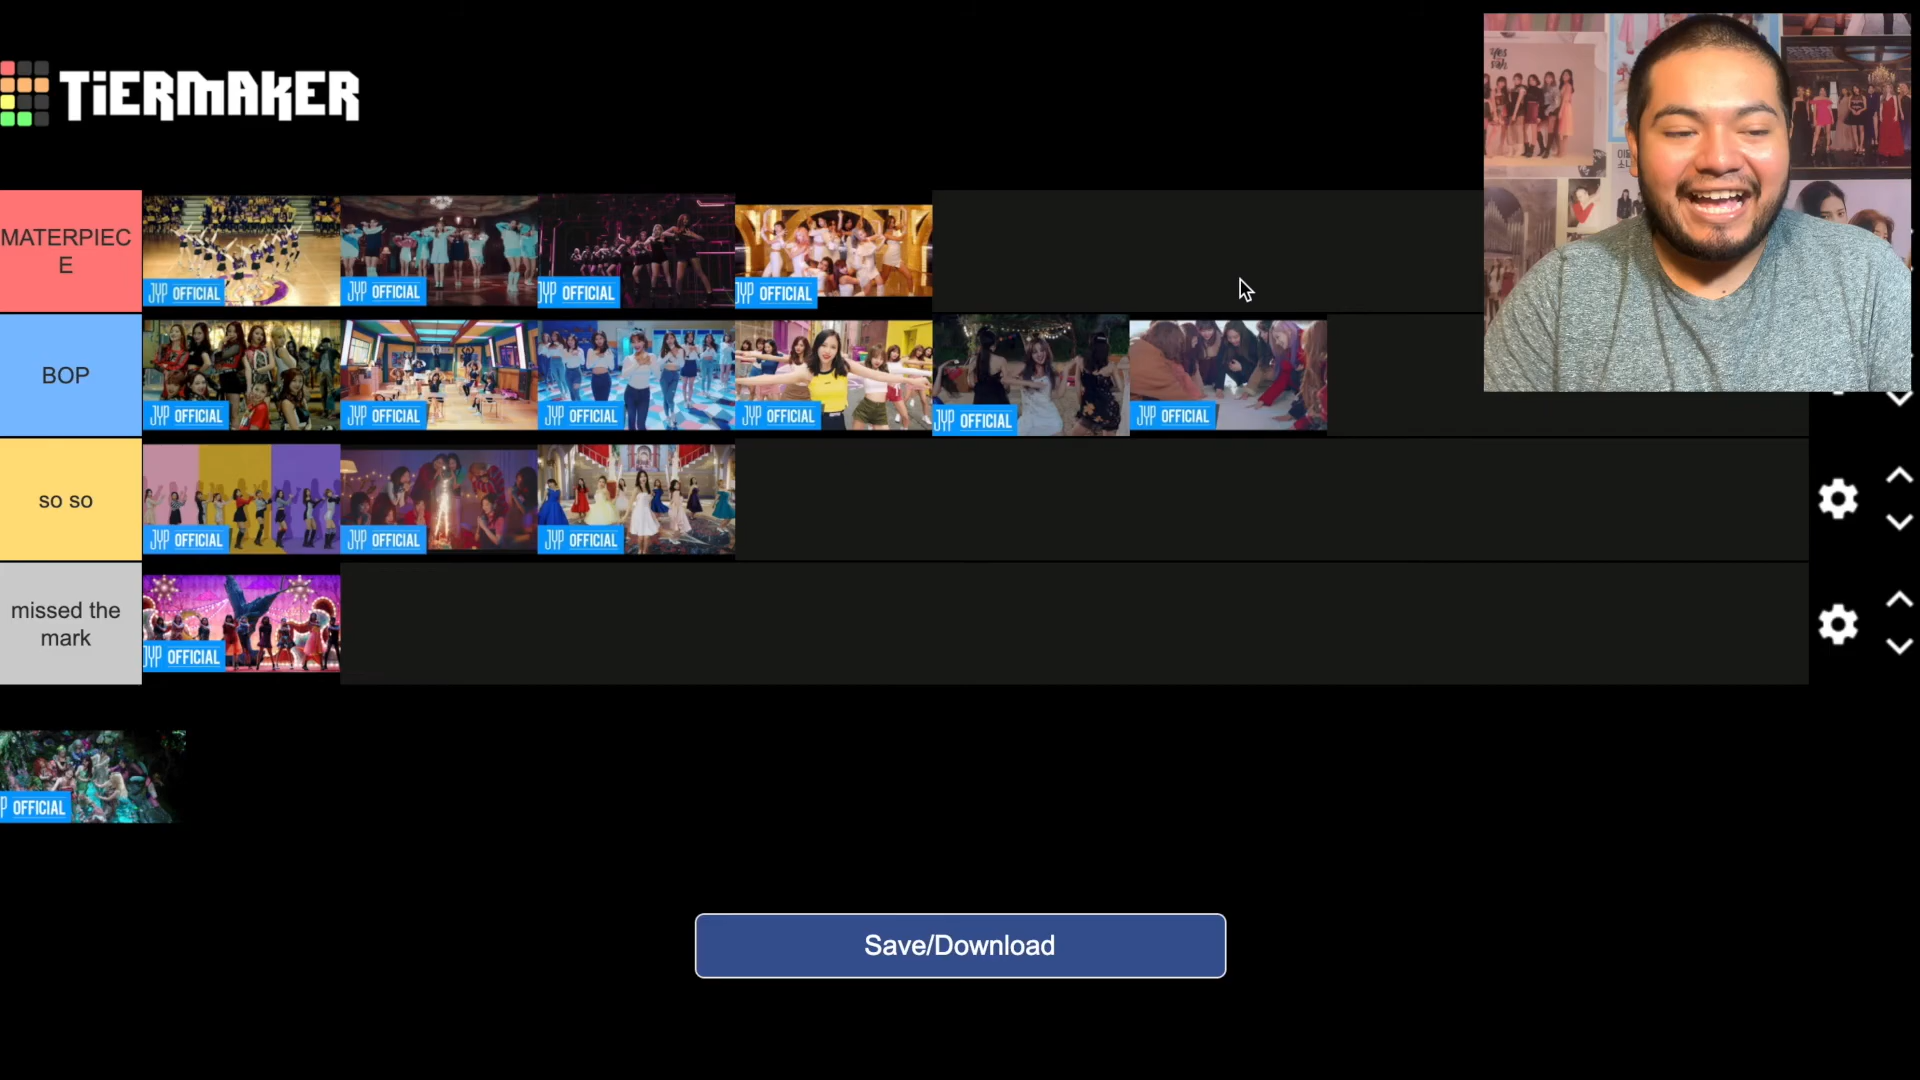 TiERMAKER
MATERPIEC
E
JYP OFFICIAL
JYP OFFICIAL
JYP OFFICIAL
JYP OFFICIAL
BOP
JYP OFFICIAL
JYP OFFICIAL
JYP OFFICIAL
JYP OFFICIAL
JYP OFFICIAL
JYP OFFICIAL
so so
JYP OFFICIAL
JYP OFFICIAL
JYP OFFICIAL
missed the
mark
JYP OFFICIAL
P OFFICIAL
Save/Download